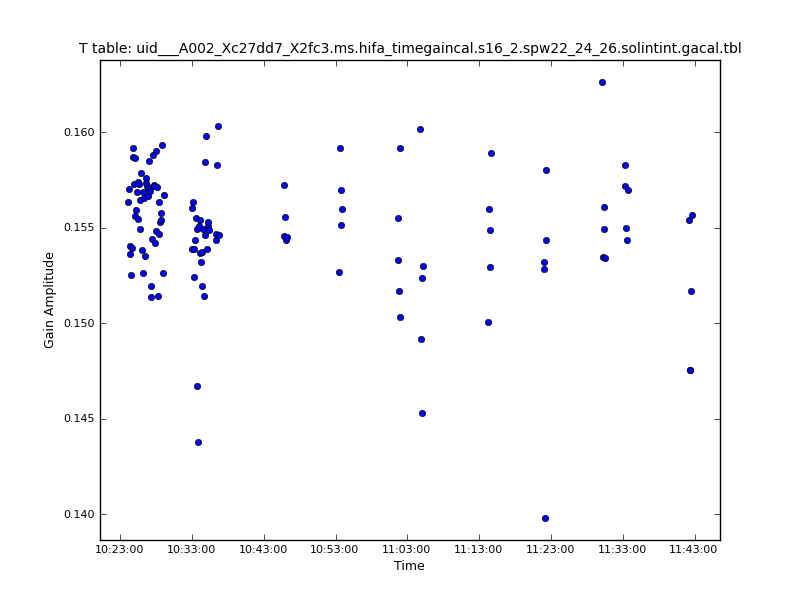 T table: uid___A002_Xc27dd7_X2fc3.ms.hifa_timegaincal.s16_2.spw22_24_26.solintint.gacal.tbl
Gain Amplitude
0.160
0.155
0.150
0.145
0.140
10:23:00 10:33:00 10:43:00 10:53:00 11:03:00 11:13:00 11:23:00 11:33:00 11:43:00
Time